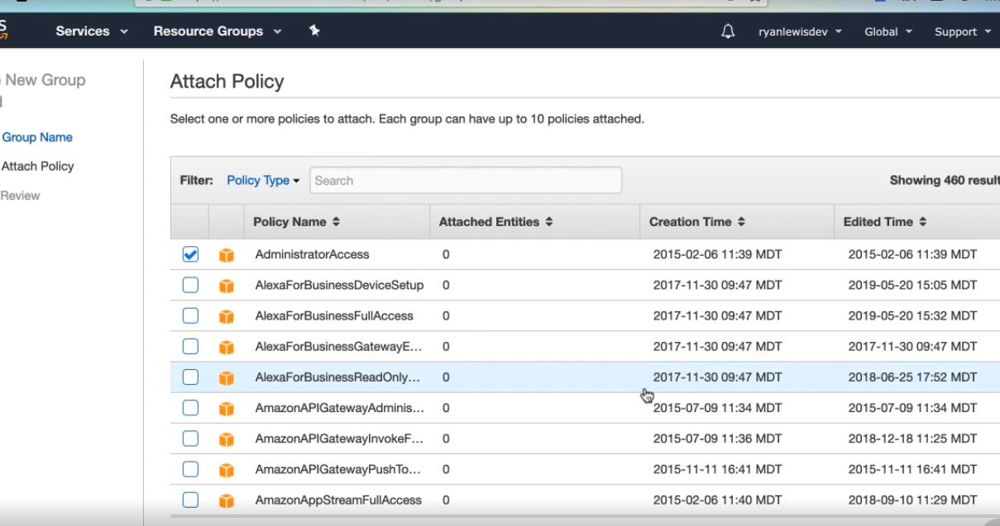 Services Resource Groups ryanlewisdev Global Support
New Group
Group Name
Attach Policy
Review
Attach Policy
Select one or more policies to attach. Each group can have up to 10 policies attached.
Filter: Policy Type Search Showing 460
Policy Name Attached Entities Creation Time Edited Time
AdministratorAccess 0 2015-02-06 11:39 MDT 2015-02-06 11:39 MDT
AlexaForBusinessDeviceSetup 0 2017-11-30 09:47 MDT 2019-05-20 15:05 MDT
AlexaForBusinessFullAccess 0 2017-11-30 09:47 MDT 2019-05-20 15:32 MDT
AlexaForBusinessGatewayE... 0 2017-11-30 09:47 MDT 2017-11-30 09:47 MDT
AlexaForBusinessReadOnly... 0 2017-11-30 09:47 MDT 2018-06-25 17:52 MDT
AmazonAPIGatewayAdminis... 0 2015-07-09 11:34 MDT 2015-07-09 11:34 MDT
AmazonAPIGatewayInvokeF... 0 2015-07-09 11:36 MDT 2018-12-18 11:25 MDT
AmazonAPIGatewayPushTo... 0 2015-11-11 16:41 MDT 2015-11-11 16:41 MDT
AmazonAppStreamFullAccess 0 2015-02-06 11:40 MDT 2018-09-10 11:29 MDT